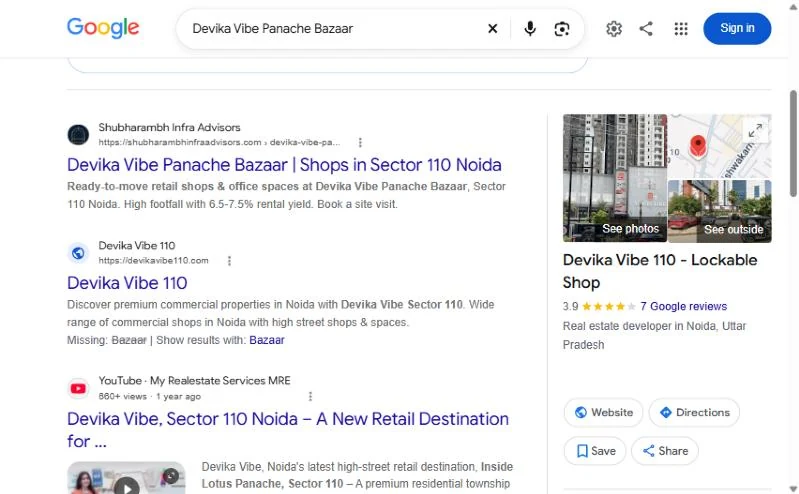 Google
Devika Vibe Panache Bazaar
Sign in
Shubharambh Infra Advisors
https://shubharambhinfraadvisors.com › devika-vibe-pa...
Devika Vibe Panache Bazaar | Shops in Sector 110 Noida
Ready-to-move retail shops & office spaces at Devika Vibe Panache Bazaar, Sector
110 Noida. High footfall with 6.5-7.5% rental yield. Book a site visit.
Devika Vibe 110
https://devikavibe110.com
Devika Vibe 110
Discover premium commercial properties in Noida with Devika Vibe Sector 110. Wide
range of commercial shops in Noida with high street shops & spaces.
Missing: Bazaar | Show results with: Bazaar
YouTube · My Realestate Services MRE
860+ views · 1 year ago
Devika Vibe, Sector 110 Noida – A New Retail Destination
for ...
Devika Vibe, Noida's latest high-street retail destination, Inside
Lotus Panache, Sector 110 – A premium residential township
10
See photos
See outside
Devika Vibe 110 - Lockable
Shop
3.9
7 Google reviews
Real estate developer in Noida, Uttar
Pradesh
Website
Directions
Save
Share